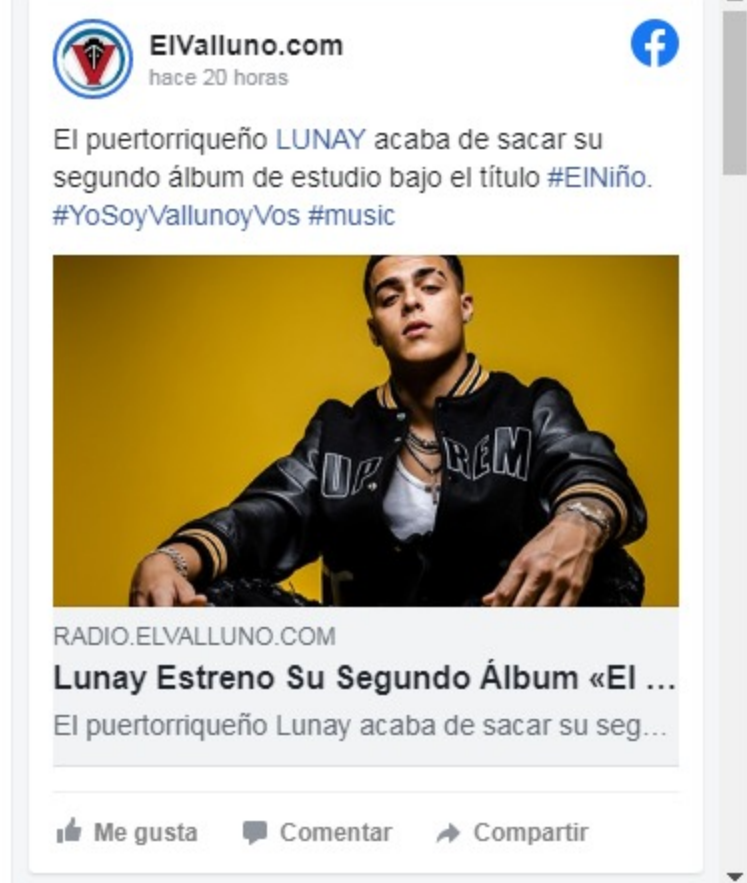 ElValluno.com
hace 20 horas
El puertorriqueño LUNAY acaba de sacar su
segundo álbum de estudio bajo el título #ElNiño.
#YoSoyVallunoyVos #music
SUPREM
RADIO.ELVALLUNO.COM
Lunay Estreno Su Segundo Álbum «El ...
El puertorriqueño Lunay acaba de sacar su seg...
Me gusta Comentar Compartir